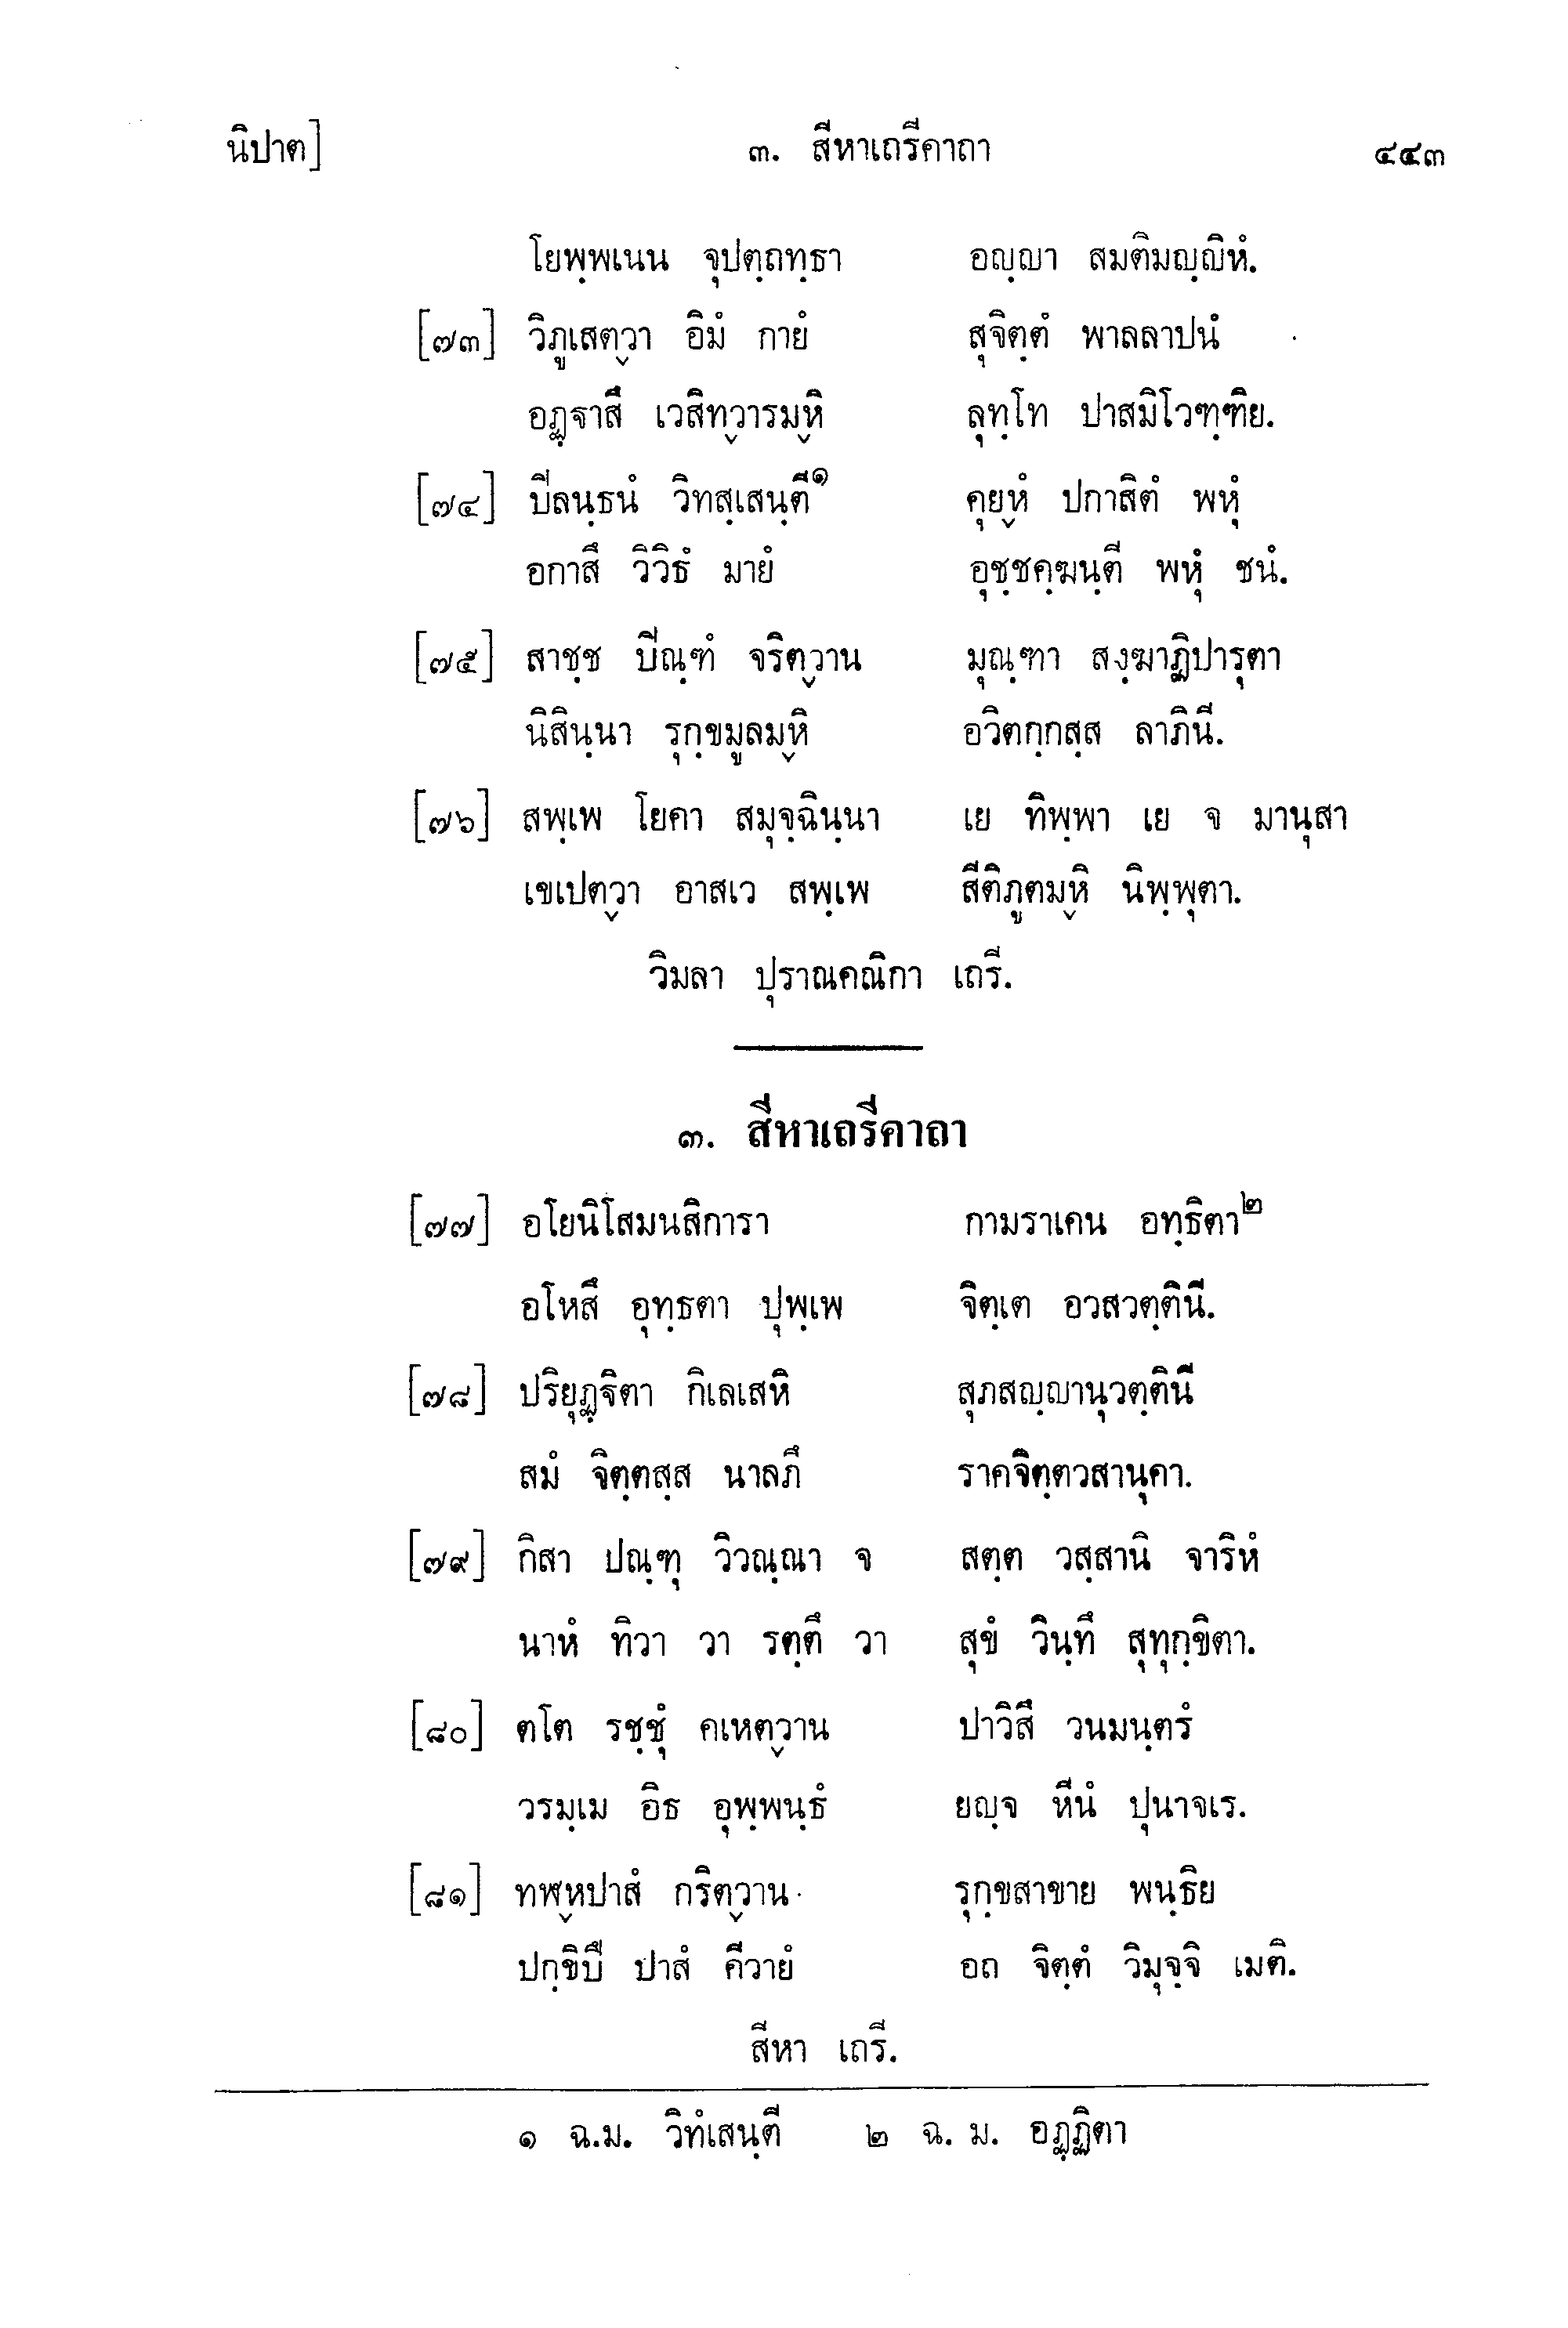 นิปาต] ๓. สีหาเถรีคาถา ๔๔๓
โยพฺพเนน จุปตฺถทฺธา อญฺญา สมติมญฺญิหํ.
[๗๓] วิภูเสตฺวา อิมํ กายํ สุจิตฺตํ พาลลาปนํ
อฏฺฐาสึ เวสิทฺวารมฺหิ ลุทฺโท ปาสมิโวฑฺฑิย.
[๗๔] ปีลนฺธนํ วิทสฺเสนฺตี๑ คุยฺหํ ปกาสิตํ พหุํ
อกาสึ วิวิธํ มายํ อุชฺชคฺฆนฺตี พหุํ ชนํ.
[๗๕] สาชฺช ปีณฺฑํ จริตฺวาน มุณฺฑา สงฺฆาฏิปารุตา
นิสินฺนา รุกฺขมูลมฺหิ อวิตกฺกสฺส ลาภินี.
[๗๖] สพฺเพ โยคา สมุจฺฉินฺนา เย ทิพฺพา เย จ มานุสา
เขเปตฺวา อาสเว สพฺเพ สีติภูตมฺหิ นิพฺพุตา.
วิมลา ปุราณคณิกา เถรี.
๓. สีหาเถรีคาถา
[๗๗] อโยนิโสมนสิการา กามราเคน อทฺธิตา๒
อโหสึ อุทฺธตา ปุพฺเพ จิตฺเต อวสวตฺตินี.
[๗๘] ปริยุฏฺฐิตา กิเลเสหิ สุภสญฺญานุวตฺตินี
สมํ จิตฺตสฺส นาลภึ ราคจิตฺตวสานุคา.
[๗๙] กิสา ปณฺฑุ วิวณฺณา จ สตฺต วสฺสานิ จาริหํ
นาหํ ทิวา วา รตฺตึ วา สุขํ วินฺทึ สุทุกฺขิตา.
[๘๐] ตโต รชฺชุํ คเหตฺวาน ปาวิสึ วนมนฺตรํ
วรมฺเม อิธ อุพฺพนฺธํ ยญฺจ หีนํ ปุนาจเร.
[๘๑] ทฬฺหปาสํ กริตฺวาน รุกฺขสาขาย พนฺธิย
ปกฺขิปึ ปาสํ คีวายํ อถ จิตฺตํ วิมุจฺจิ เมติ.
สีหา เถรี.
๑ ฉ.ม. วิทํเสนฺตี ๒ ฉ. ม. อฏฺฏิตา